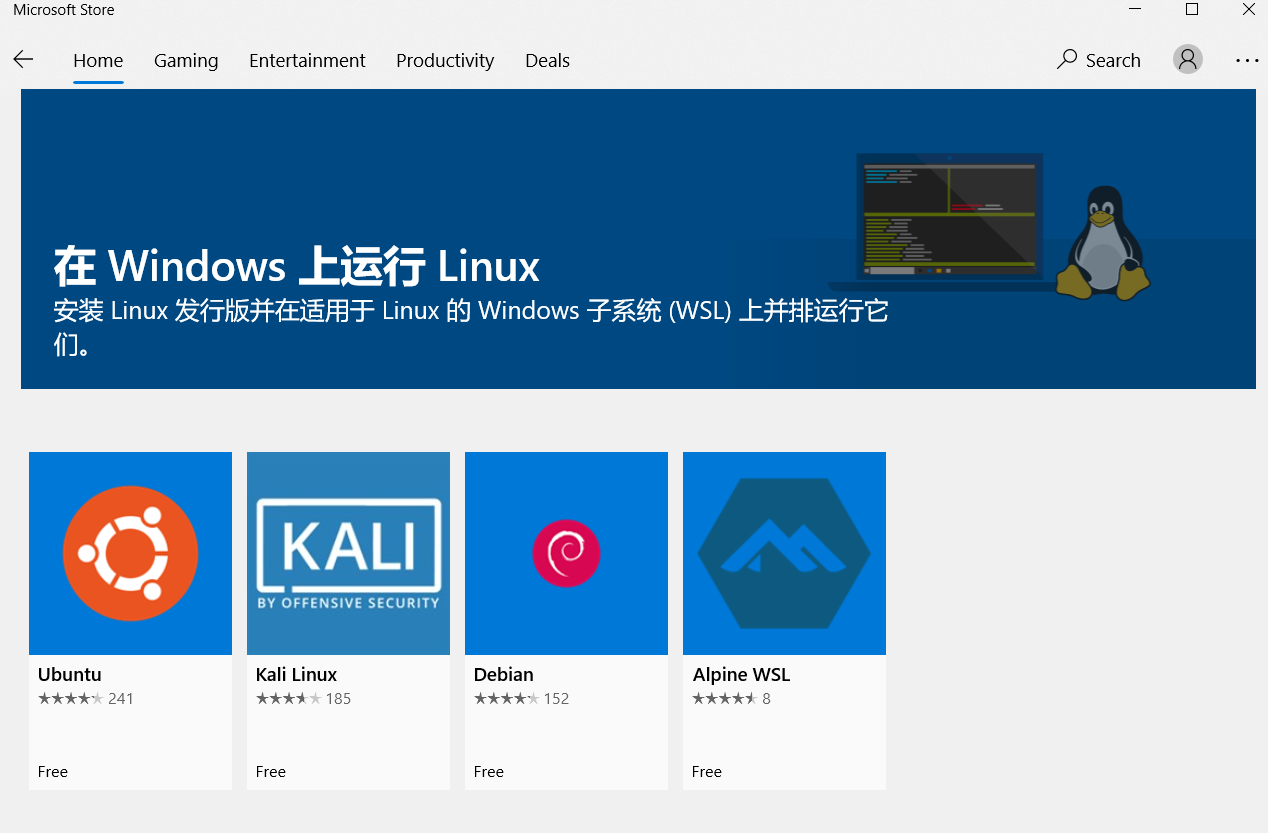 Microsoft Store
Home Gaming Entertainment Productivity Deals Search
在 Windows 上运行 Linux
安装 Linux 发行版并在适用于 Linux 的 Windows 子系统 (WSL) 上并排运行它
们。
KALI
BY OFFENSIVE SECURITY
Ubuntu Kali Linux Debian Alpine WSL
241 185 152 8
Free Free Free Free